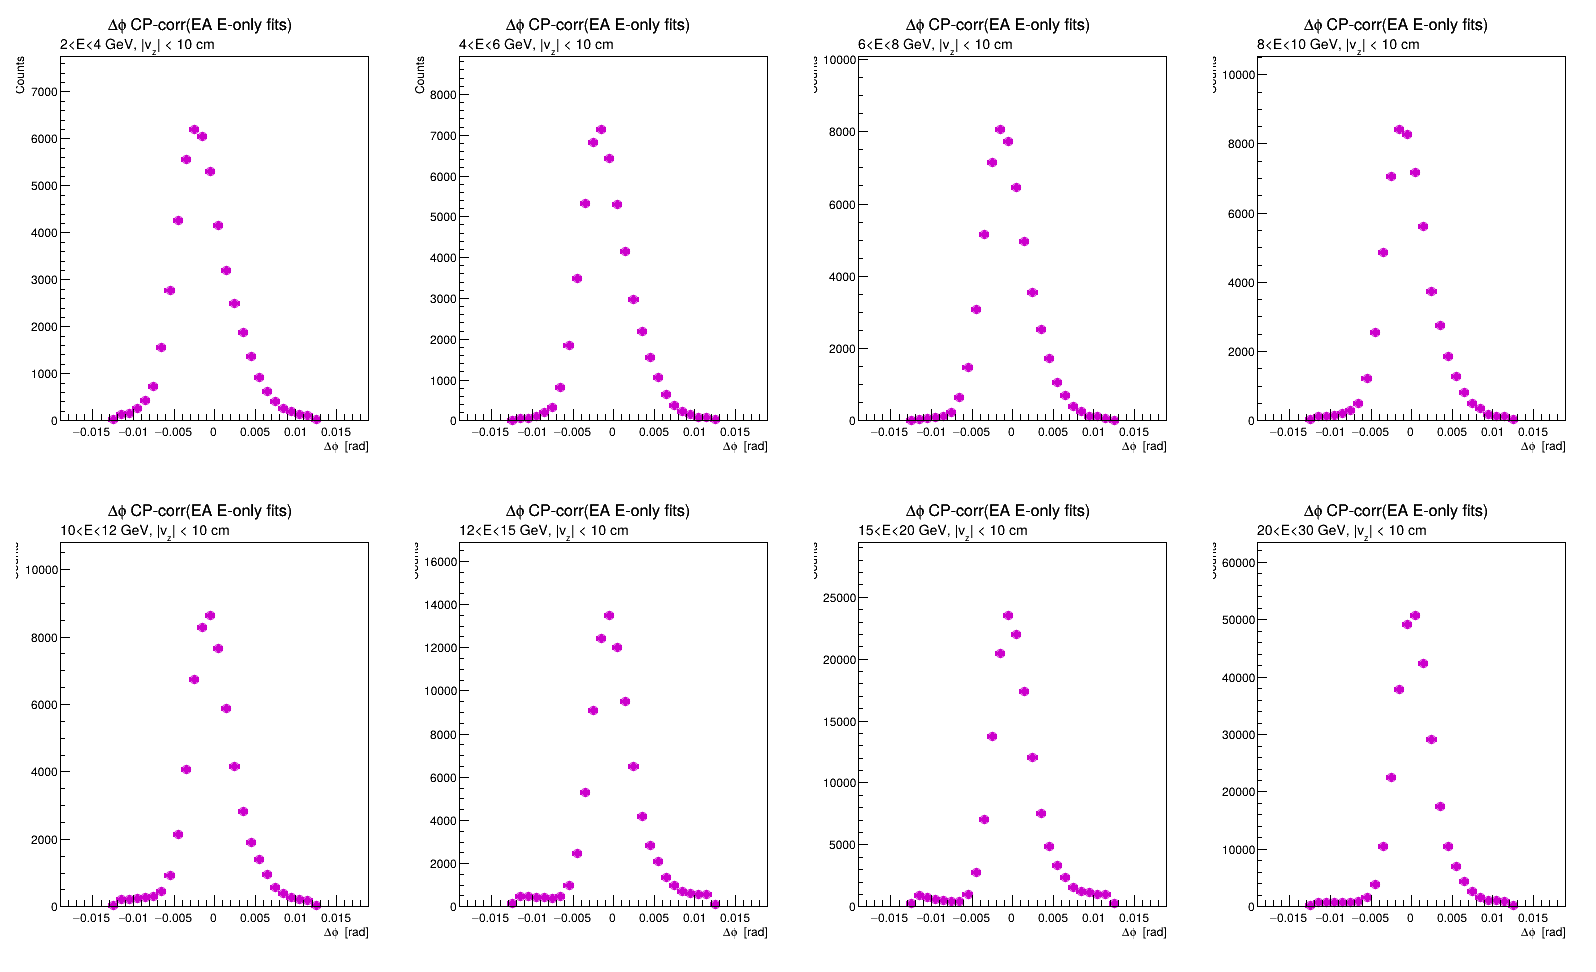 Δϕ CP-corr(EA E-only fits)
2<E<4 GeV, |v_z| < 10 cm
Counts
7000
6000
5000
4000
3000
2000
1000
0
−0.015 −0.01 −0.005 0 0.005 0.01 0.015
Δϕ [rad]
Δϕ CP-corr(EA E-only fits)
4<E<6 GeV, |v_z| < 10 cm
Counts
8000
7000
6000
5000
4000
3000
2000
1000
0
−0.015 −0.01 −0.005 0 0.005 0.01 0.015
Δϕ [rad]
Δϕ CP-corr(EA E-only fits)
6<E<8 GeV, |v_z| < 10 cm
Counts
10000
8000
6000
4000
2000
0
−0.015 −0.01 −0.005 0 0.005 0.01 0.015
Δϕ [rad]
Δϕ CP-corr(EA E-only fits)
8<E<10 GeV, |v_z| < 10 cm
Counts
10000
8000
6000
4000
2000
0
−0.015 −0.01 −0.005 0 0.005 0.01 0.015
Δϕ [rad]
Δϕ CP-corr(EA E-only fits)
10<E<12 GeV, |v_z| < 10 cm
Counts
10000
8000
6000
4000
2000
0
−0.015 −0.01 −0.005 0 0.005 0.01 0.015
Δϕ [rad]
Δϕ CP-corr(EA E-only fits)
12<E<15 GeV, |v_z| < 10 cm
Counts
16000
14000
12000
10000
8000
6000
4000
2000
0
−0.015 −0.01 −0.005 0 0.005 0.01 0.015
Δϕ [rad]
Δϕ CP-corr(EA E-only fits)
15<E<20 GeV, |v_z| < 10 cm
Counts
25000
20000
15000
10000
5000
0
−0.015 −0.01 −0.005 0 0.005 0.01 0.015
Δϕ [rad]
Δϕ CP-corr(EA E-only fits)
20<E<30 GeV, |v_z| < 10 cm
Counts
60000
50000
40000
30000
20000
10000
0
−0.015 −0.01 −0.005 0 0.005 0.01 0.015
Δϕ [rad]